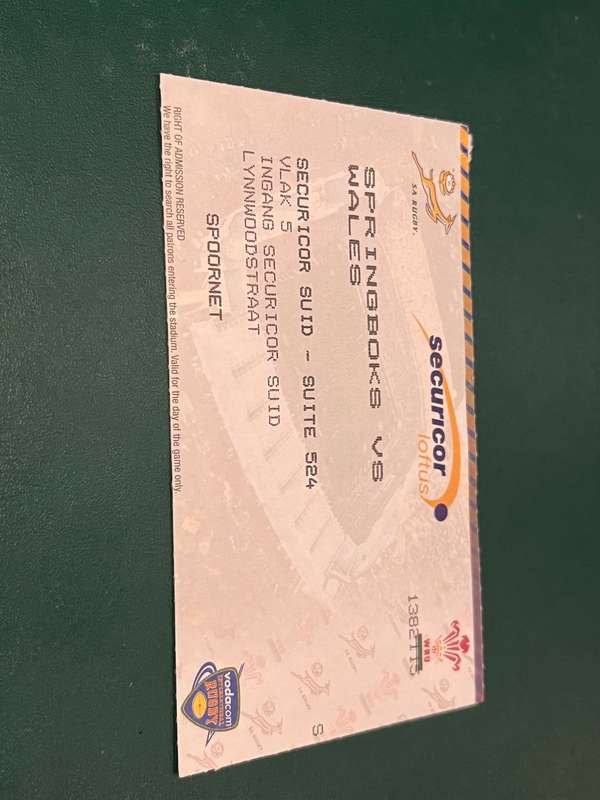 SA RUGBY.
securicor
loftus
WRU
SPRINGBOKS VS
WALES
SECURICOR SUID - SUITE 524
VLAK 5
INGANG SECURICOR SUID
LYNNWOODSTRAAT
SPOORNET
S
vodacom
INTERNATIONAL
RUGBY
RIGHT OF ADMISSION RESERVED
We have the right to search all patrons entering the stadium. Valid for the day of the game only.